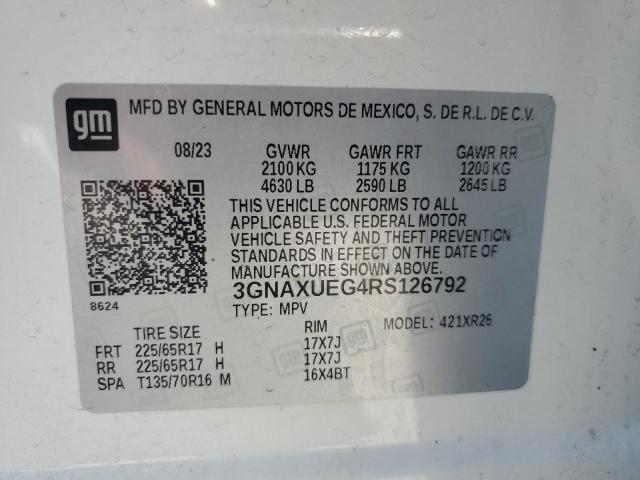 gm
MFD BY GENERAL MOTORS DE MEXICO, S. DE R.L. DE C.V.
08/23 GVWR GAWR FRT GAWR RR
2100 KG 1175 KG 1200 KG
4630 LB 2590 LB 2645 LB
THIS VEHICLE CONFORMS TO ALL
APPLICABLE U.S. FEDERAL MOTOR
VEHICLE SAFETY AND THEFT PREVENTION
STANDARDS IN EFFECT ON THE DATE OF
MANUFACTURE SHOWN ABOVE.
3GNAXUEG4RS126792
8624
TYPE: MPV MODEL: 421XR26
TIRE SIZE RIM
FRT 225/65R17 H 17X7J
RR 225/65R17 H 17X7J
SPA T135/70R16 M 16X4BT